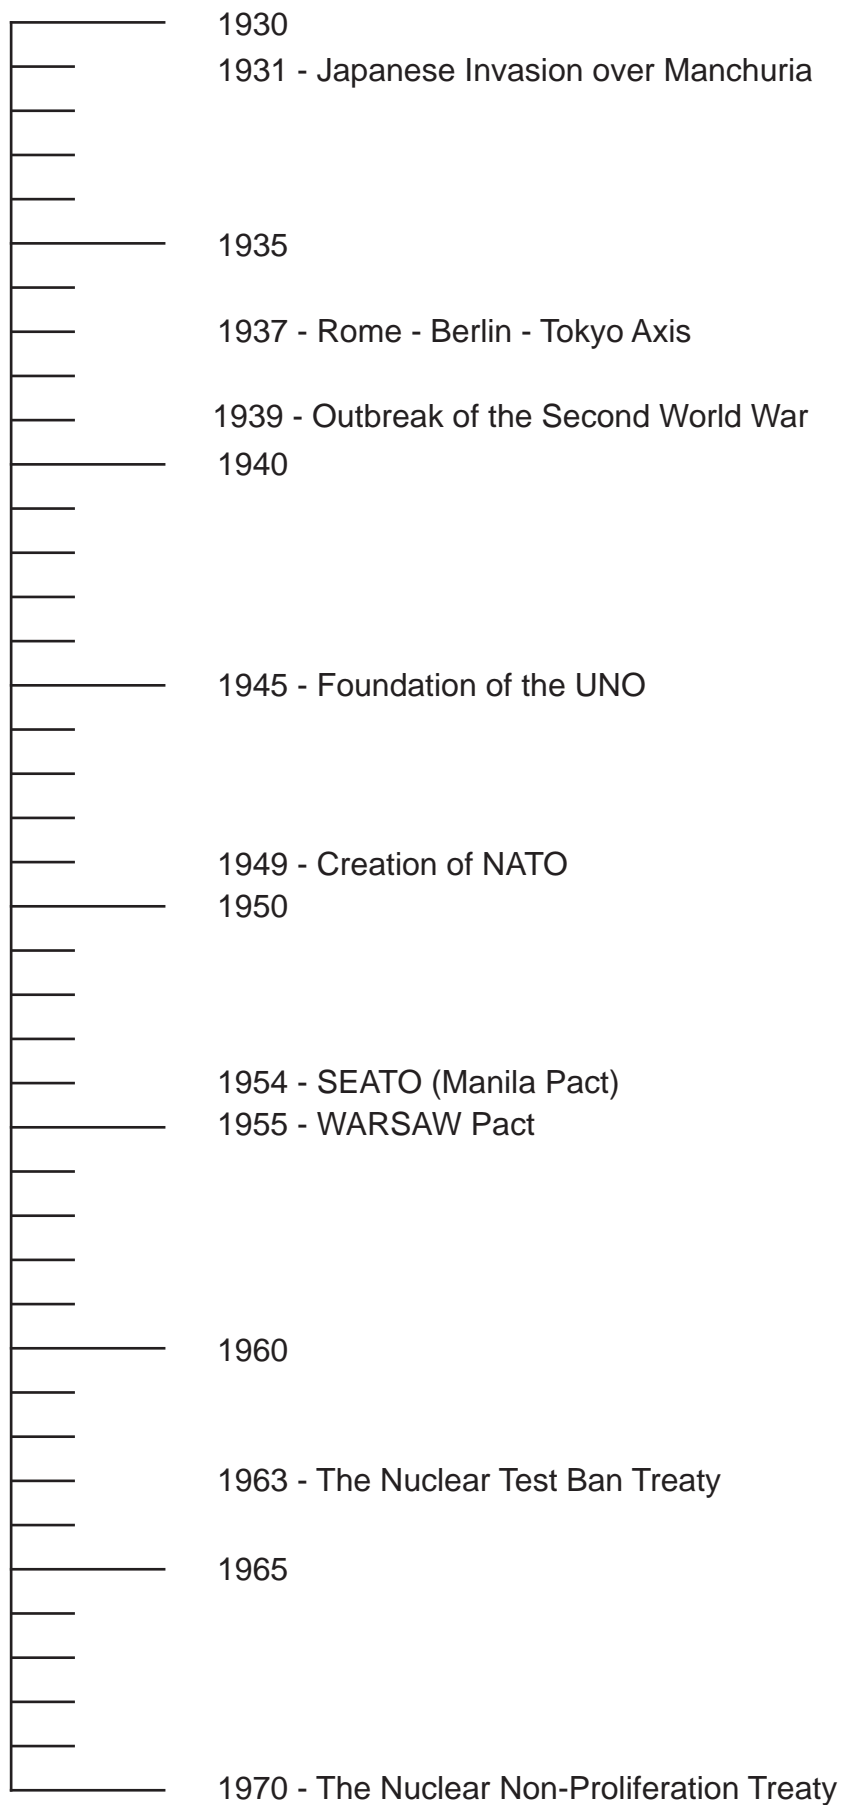 1930
1931 - Japanese Invasion over Manchuria
1935
1937 - Rome - Berlin - Tokyo Axis
1939 - Outbreak of the Second World War
1940
1945 - Foundation of the UNO
1949 - Creation of NATO
1950
1954 - SEATO (Manila Pact)
1955 - WARSAW Pact
1960
1963 - The Nuclear Test Ban Treaty
1965
1970 - The Nuclear Non-Proliferation Treaty